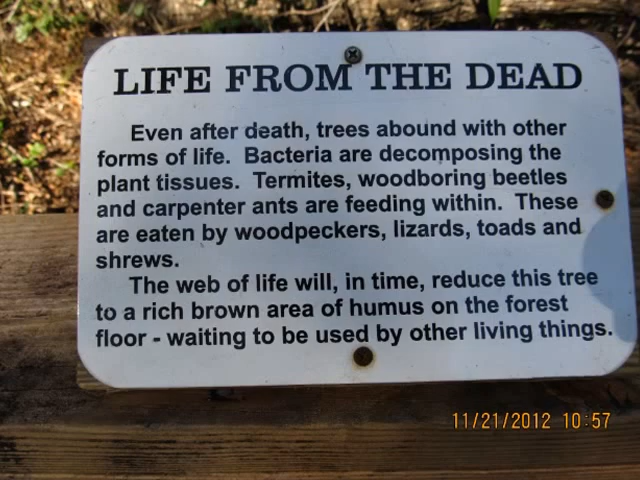 LIFE FROM THE DEAD
Even after death, trees abound with other
forms of life. Bacteria are decomposing the
plant tissues. Termites, woodboring beetles
and carpenter ants are feeding within. These
are eaten by woodpeckers, lizards, toads and
shrews.
The web of life will, in time, reduce this tree
to a rich brown area of humus on the forest
floor - waiting to be used by other living things.
11/21/2012 10:57